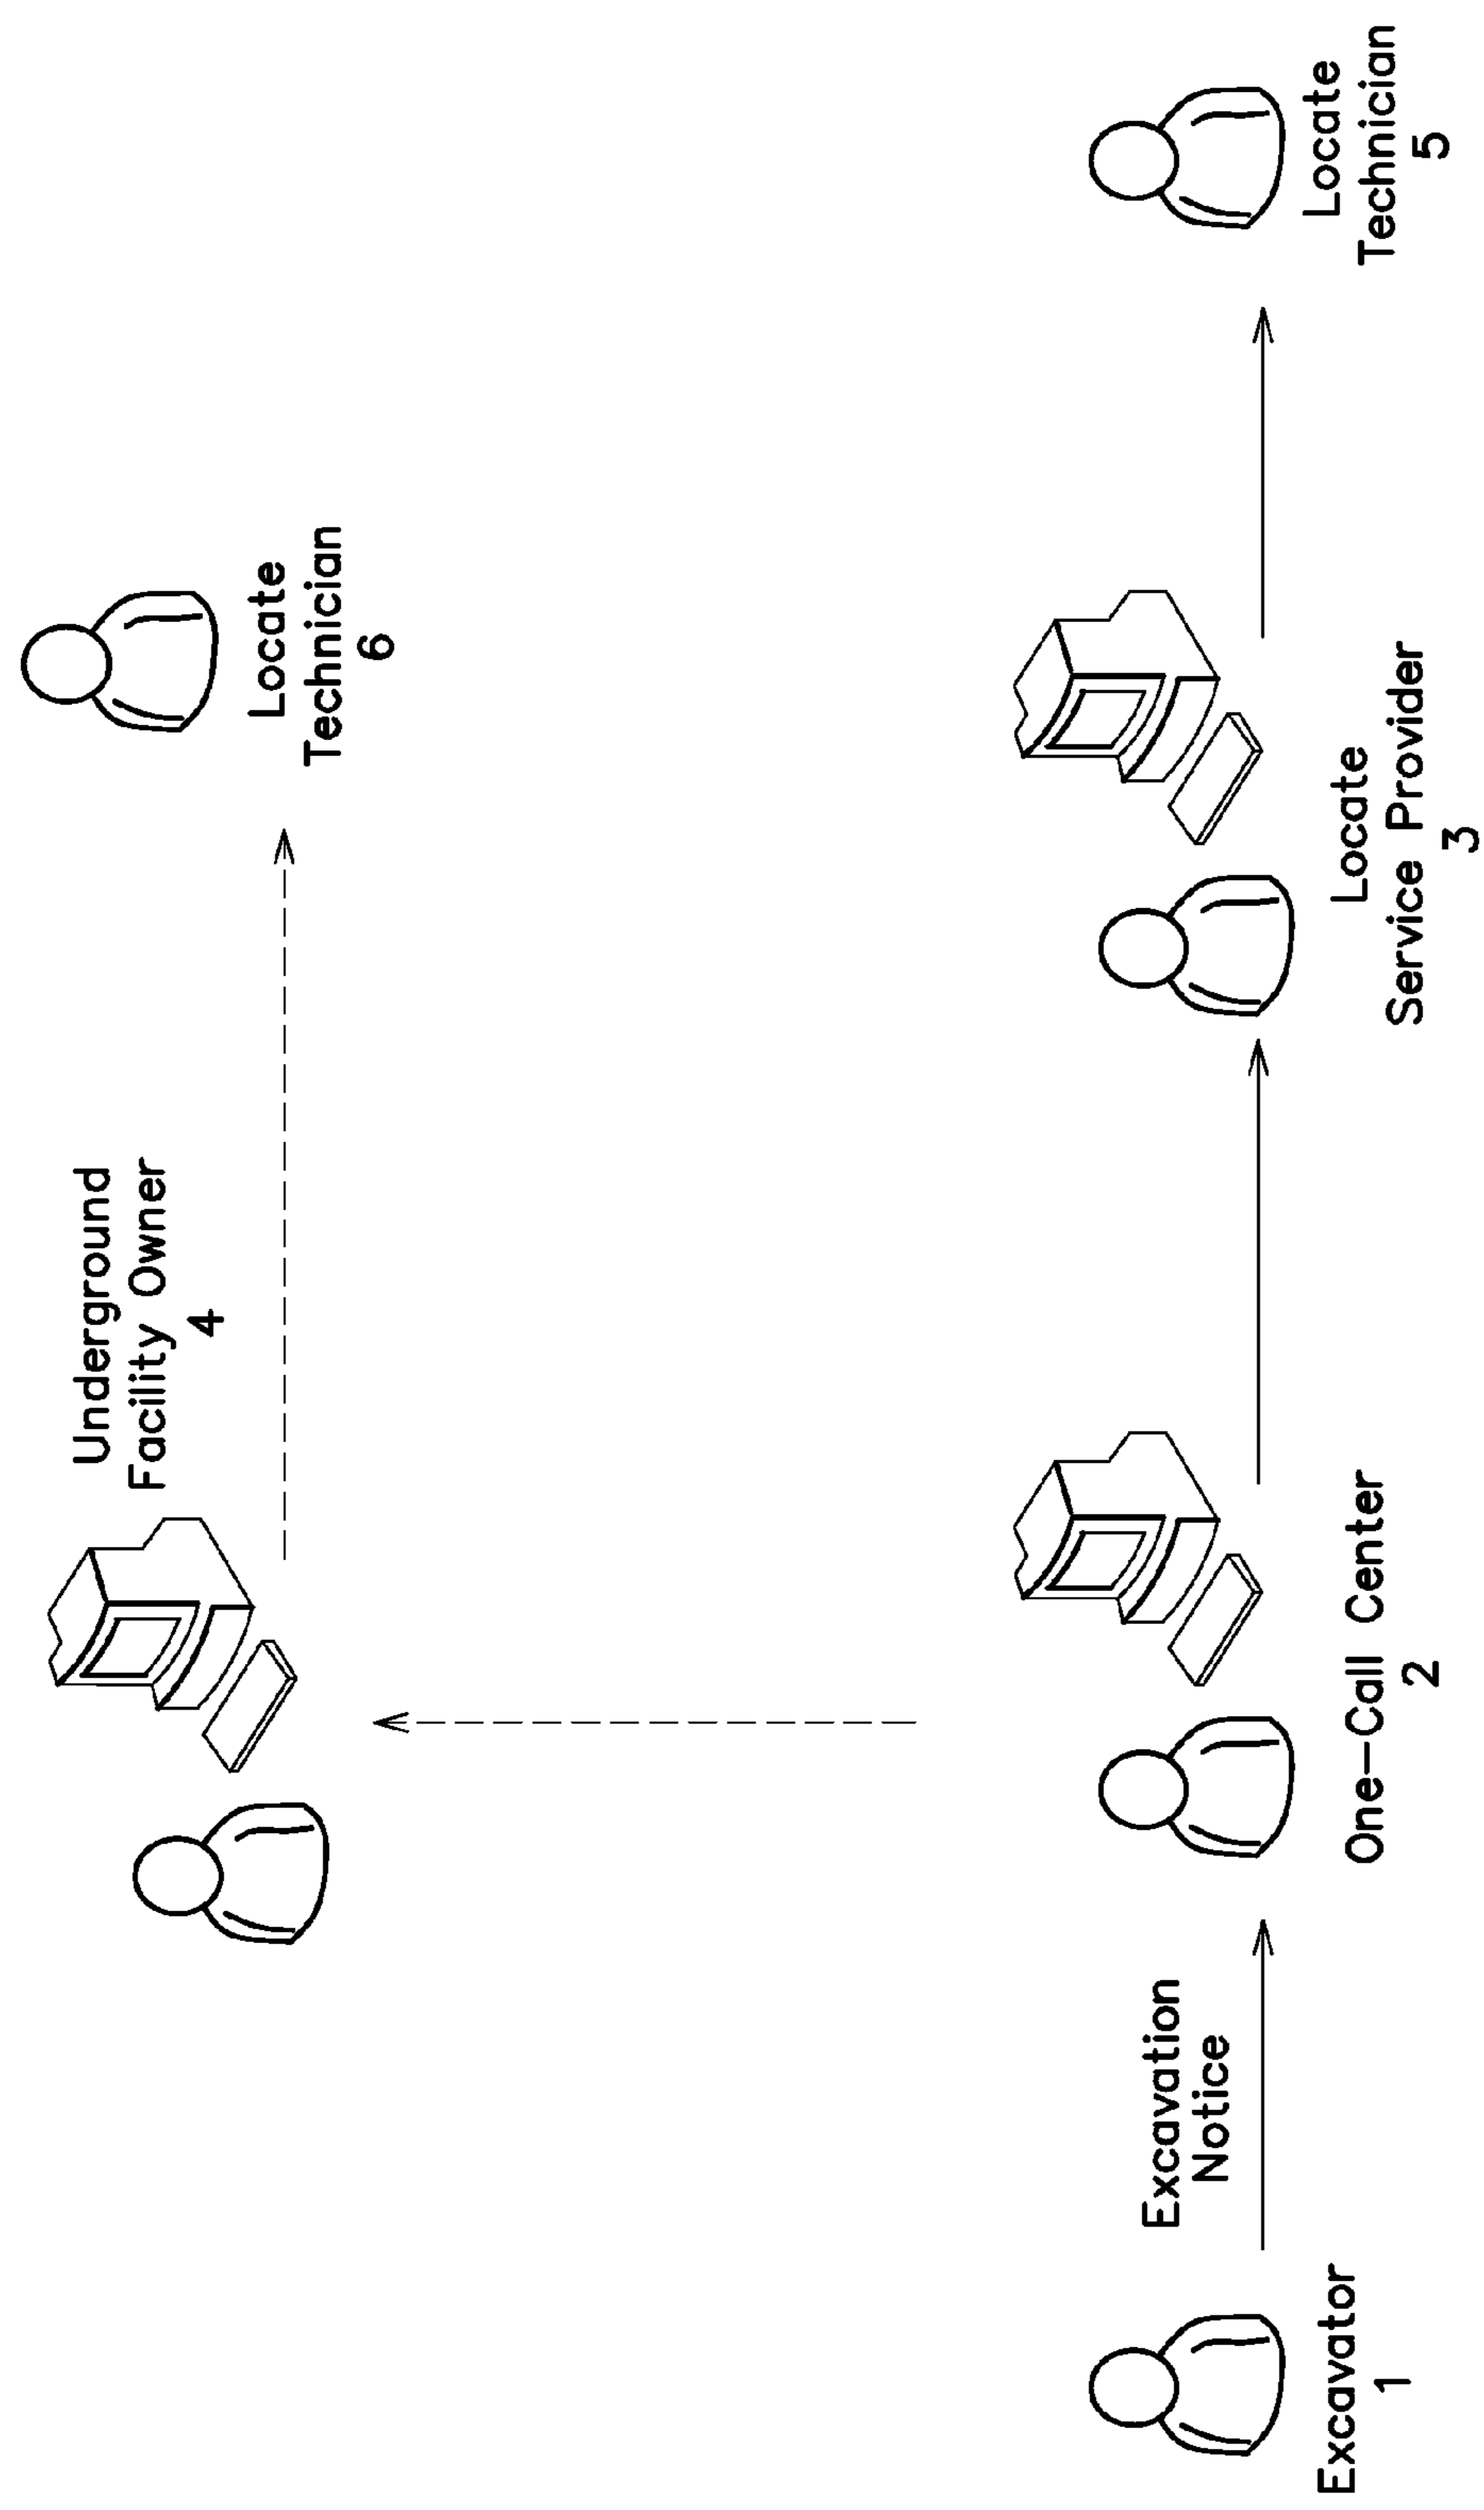 Underground
Facility Owner
4
Locate
Technician
6
Excavation
Notice
Excavator
1
One-Call Center
2
Locate
Service Provider
3
Locate
Technician
5